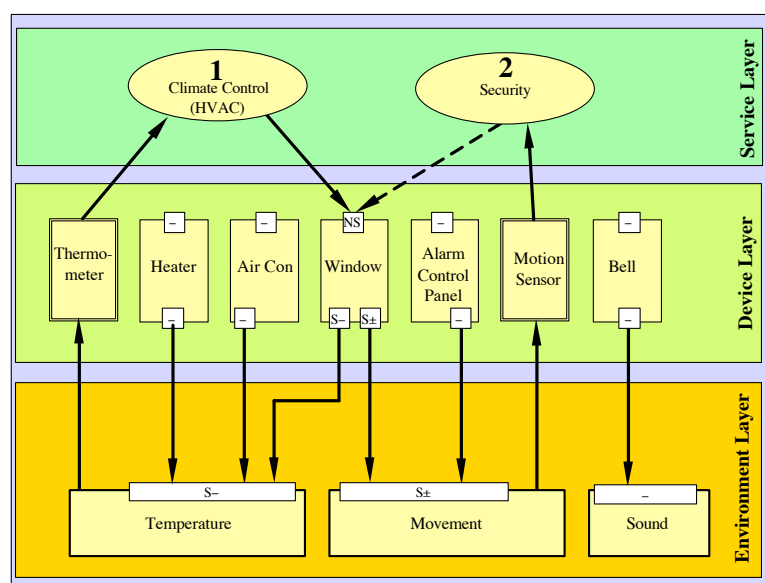 1
Climate Control
(HVAC)
2
Security
Service Layer
–
–
NS
–
–
Thermo-
meter
Heater
Air Con
Window
Alarm
Control
Panel
Motion
Sensor
Bell
–
–
S–
S±
–
–
Device Layer
S–
S±
–
Temperature
Movement
Sound
Environment Layer